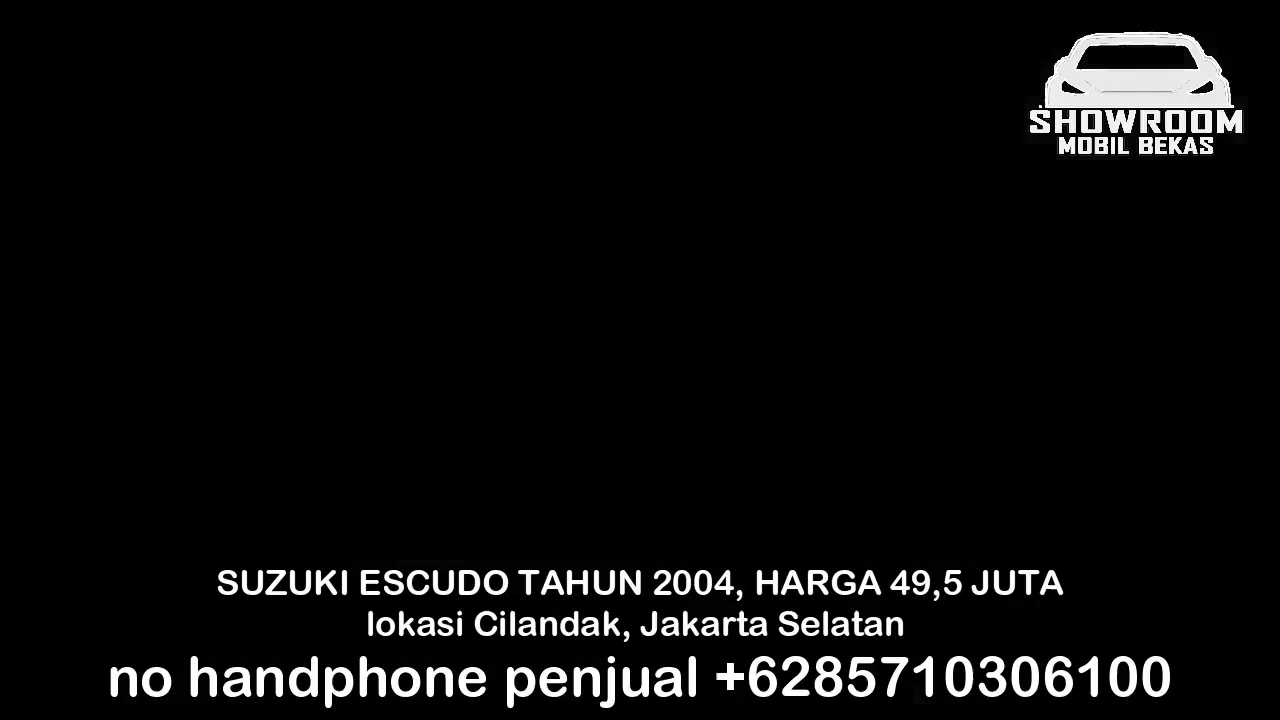 SHOWROOM
MOBIL BEKAS
SUZUKI ESCUDO TAHUN 2004, HARGA 49,5 JUTA
lokasi Cilandak, Jakarta Selatan
no handphone penjual +6285710306100